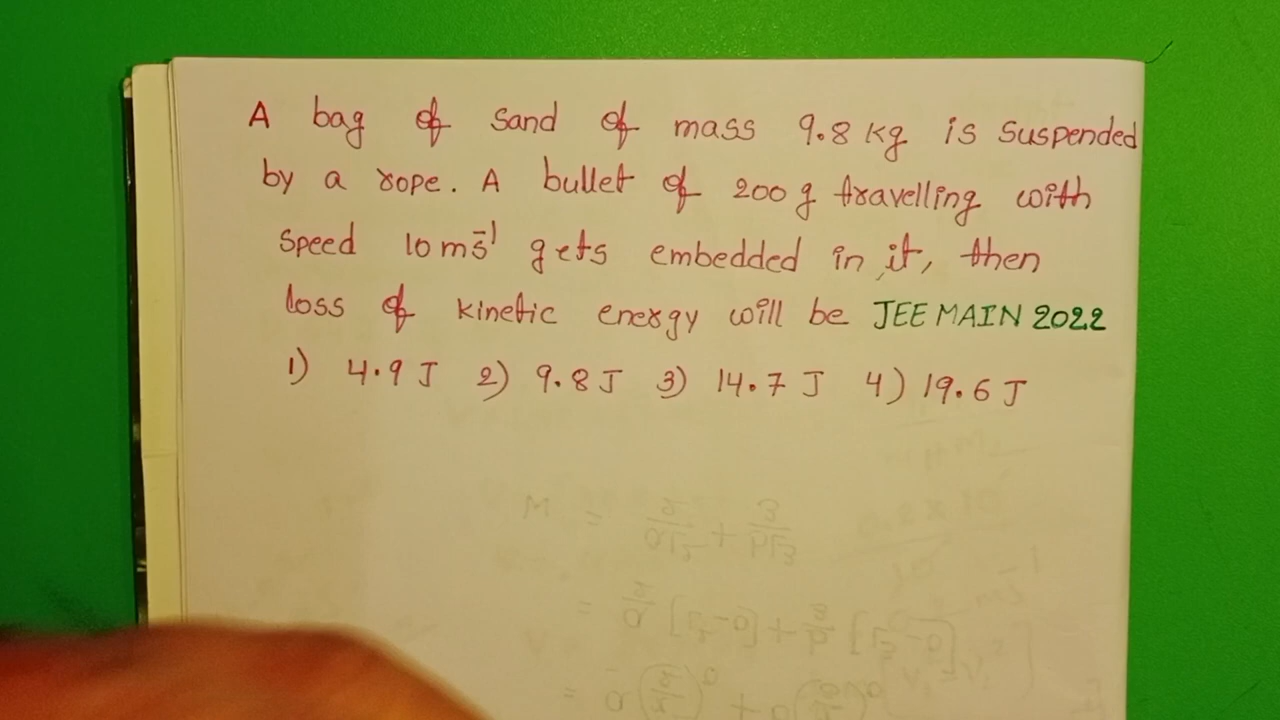 A bag of sand of mass 9.8 kg is suspended
by a rope. A bullet of 200 g travelling with
speed 10 ms⁻¹ gets embedded in it, then
loss of kinetic energy will be JEE MAIN 2022
1) 4.9 J 2) 9.8 J 3) 14.7 J 4) 19.6 J